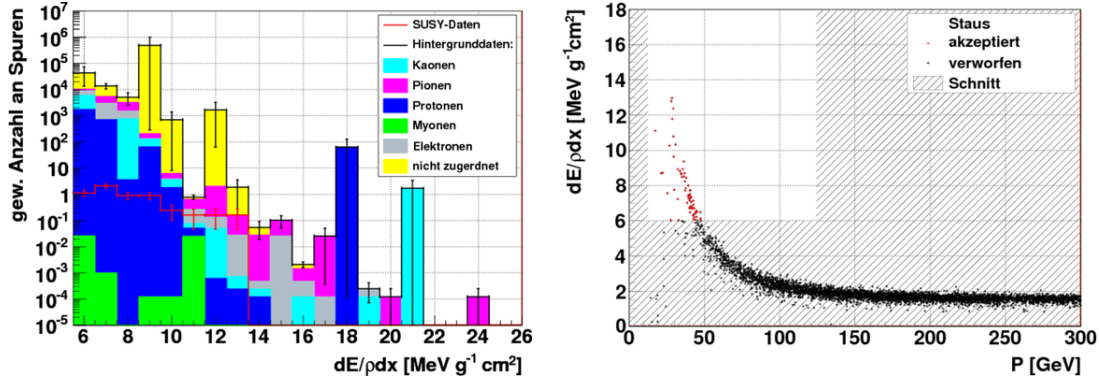 gew. Anzahl an Spuren
10^7
10^6
10^5
10^4
10^3
10^2
10
1
10^-1
10^-2
10^-3
10^-4
10^-5
SUSY-Daten
Hintergrunddaten:
Kaonen
Pionen
Protonen
Myonen
Elektronen
nicht zugerdnet
6 8 10 12 14 16 18 20 22 24 26
dE/ρdx [MeV g^-1 cm^2]
dE/ρdx [MeV g^-1cm^2]
18
16
14
12
10
8
6
4
2
0
Staus
akzeptiert
verworfen
Schnitt
0 50 100 150 200 250 300
P [GeV]